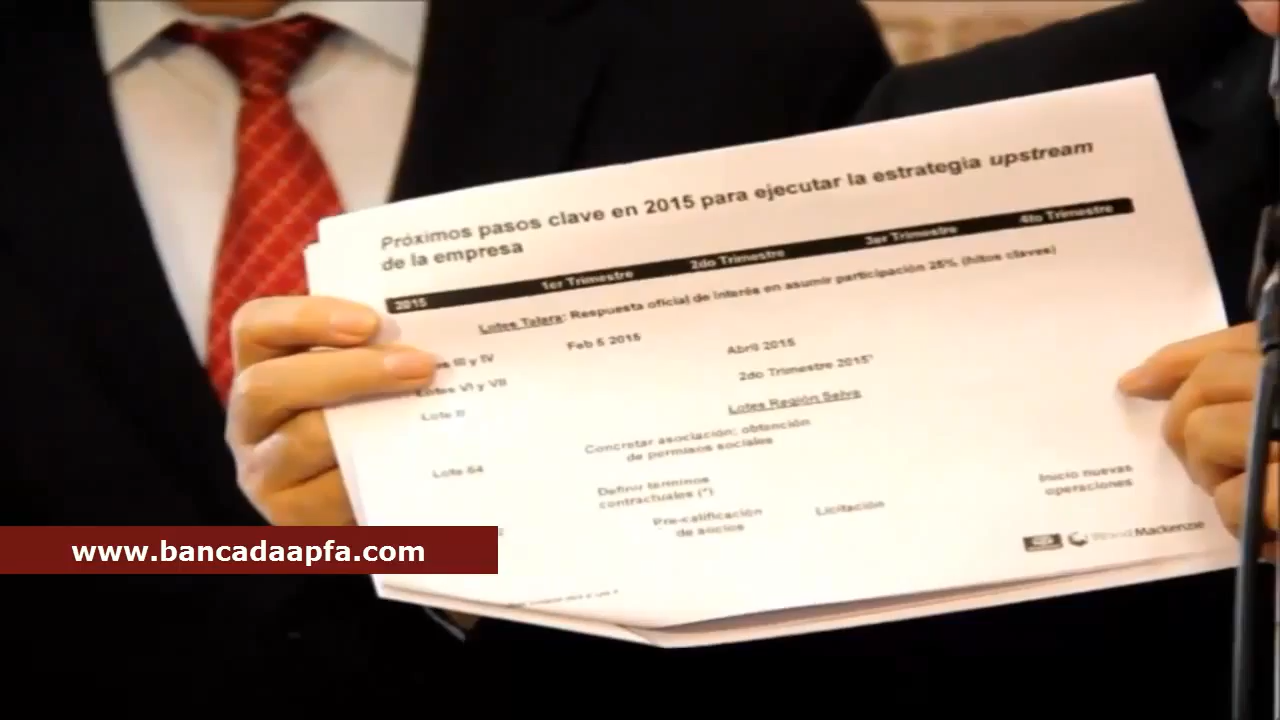 Próximos pasos clave en 2015 para ejecutar la estrategia upstream
de la empresa
2015 1er Trimestre 2do Trimestre 3er Trimestre 4to Trimestre
Lotes Talara: Respuesta oficial de interés en asumir participación 25% (hitos claves)
III y IV Feb 5 2015 Abril 2015
Lotes VI y VII 2do Trimestre 2015*
Lote II
Lotes Región Selva
Concretar asociación; obtención
de permisos sociales
Lote 64
Definir términos
contractuales (*)
Inicio nuevas
operaciones
Pre-calificación
de socios
Licitación
Wood Mackenzie
www.bancadaapfa.com